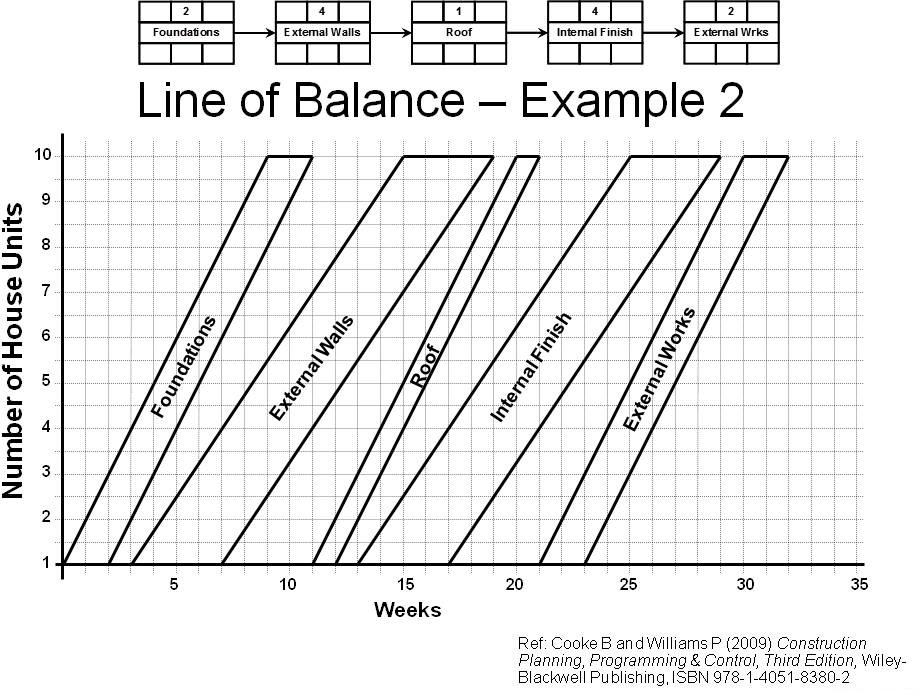 2 4 1 4 2
Foundations External Walls Roof Internal Finish External Wrks
Line of Balance – Example 2
Number of House Units
10
9
8
7
6
5
4
3
2
1
Foundations
External Walls
Roof
Internal Finish
External Works
5 10 15 20 25 30 35
Weeks
Ref: Cooke B and Williams P (2009) Construction
Planning, Programming & Control, Third Edition, Wiley-
Blackwell Publishing, ISBN 978-1-4051-8380-2